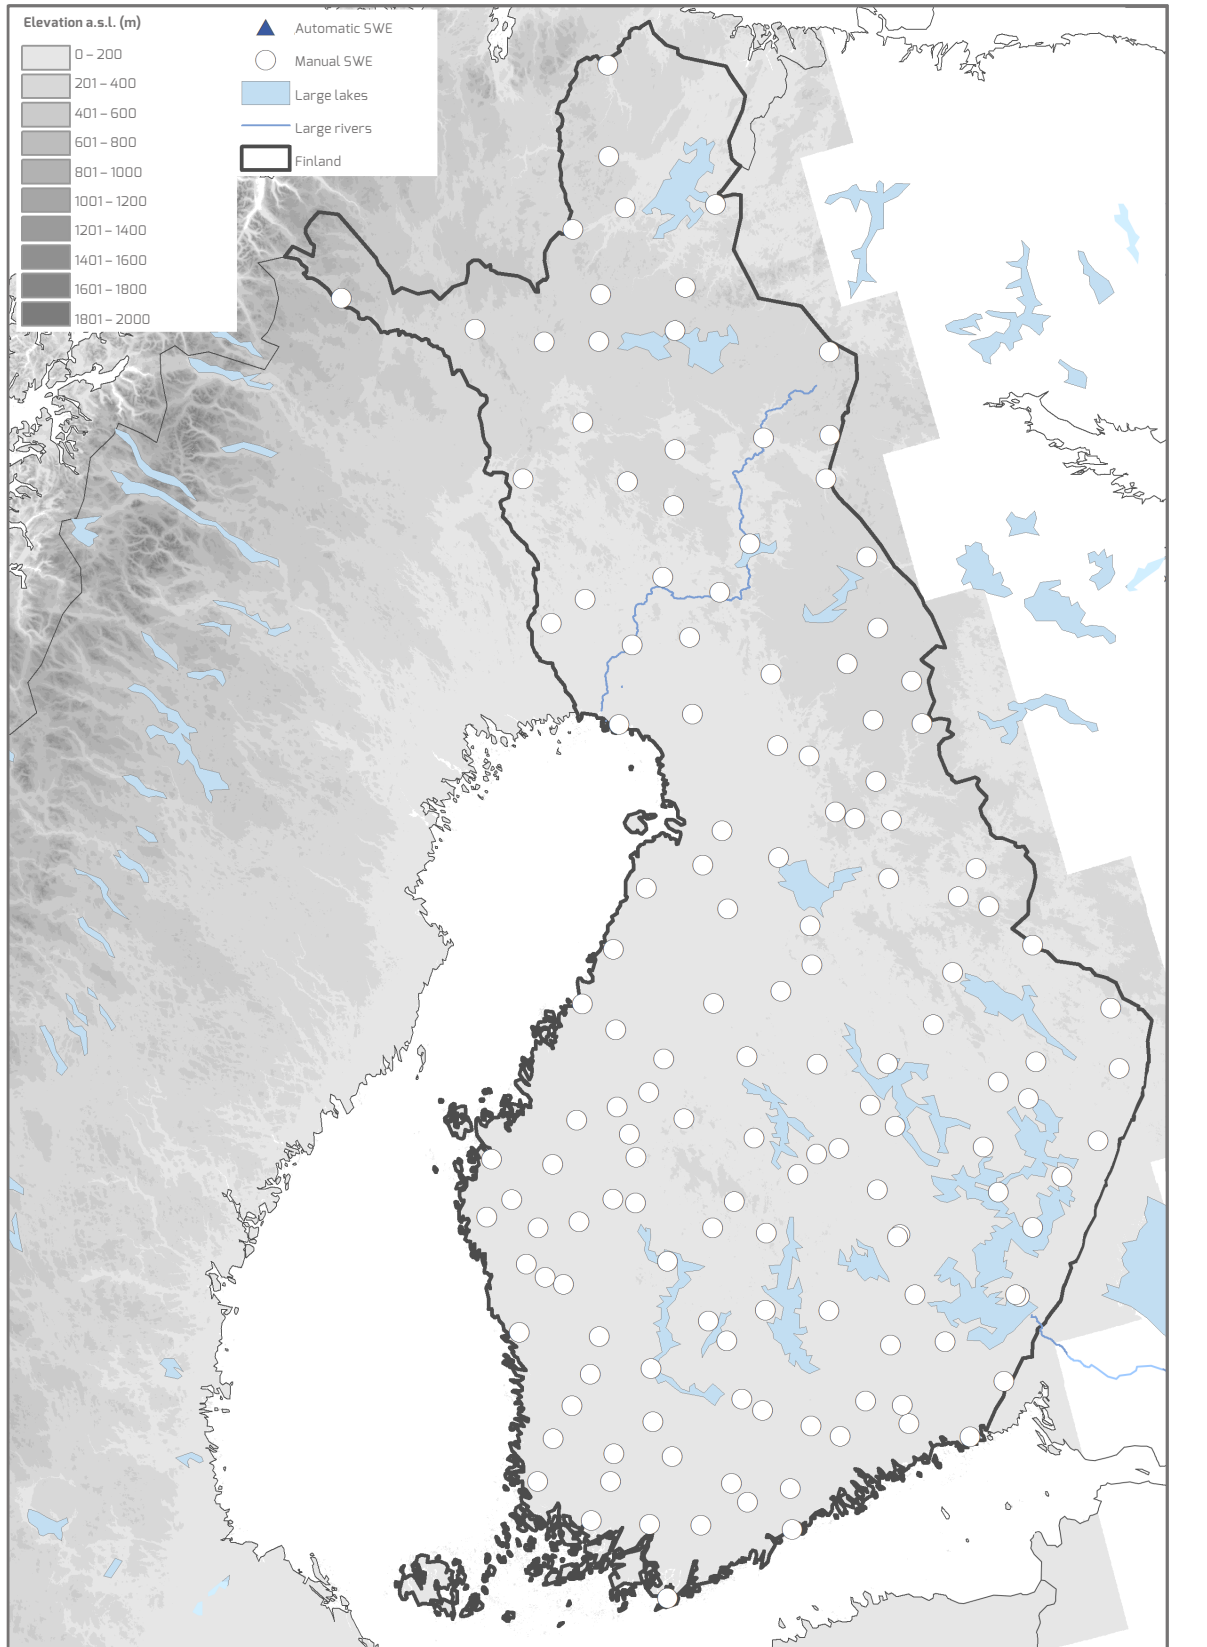 Elevation a.s.l. (m)
0 – 200
201 – 400
401 – 600
601 – 800
801 – 1000
1001 – 1200
1201 – 1400
1401 – 1600
1601 – 1800
1801 – 2000
Automatic SWE
Manual SWE
Large lakes
Large rivers
Finland